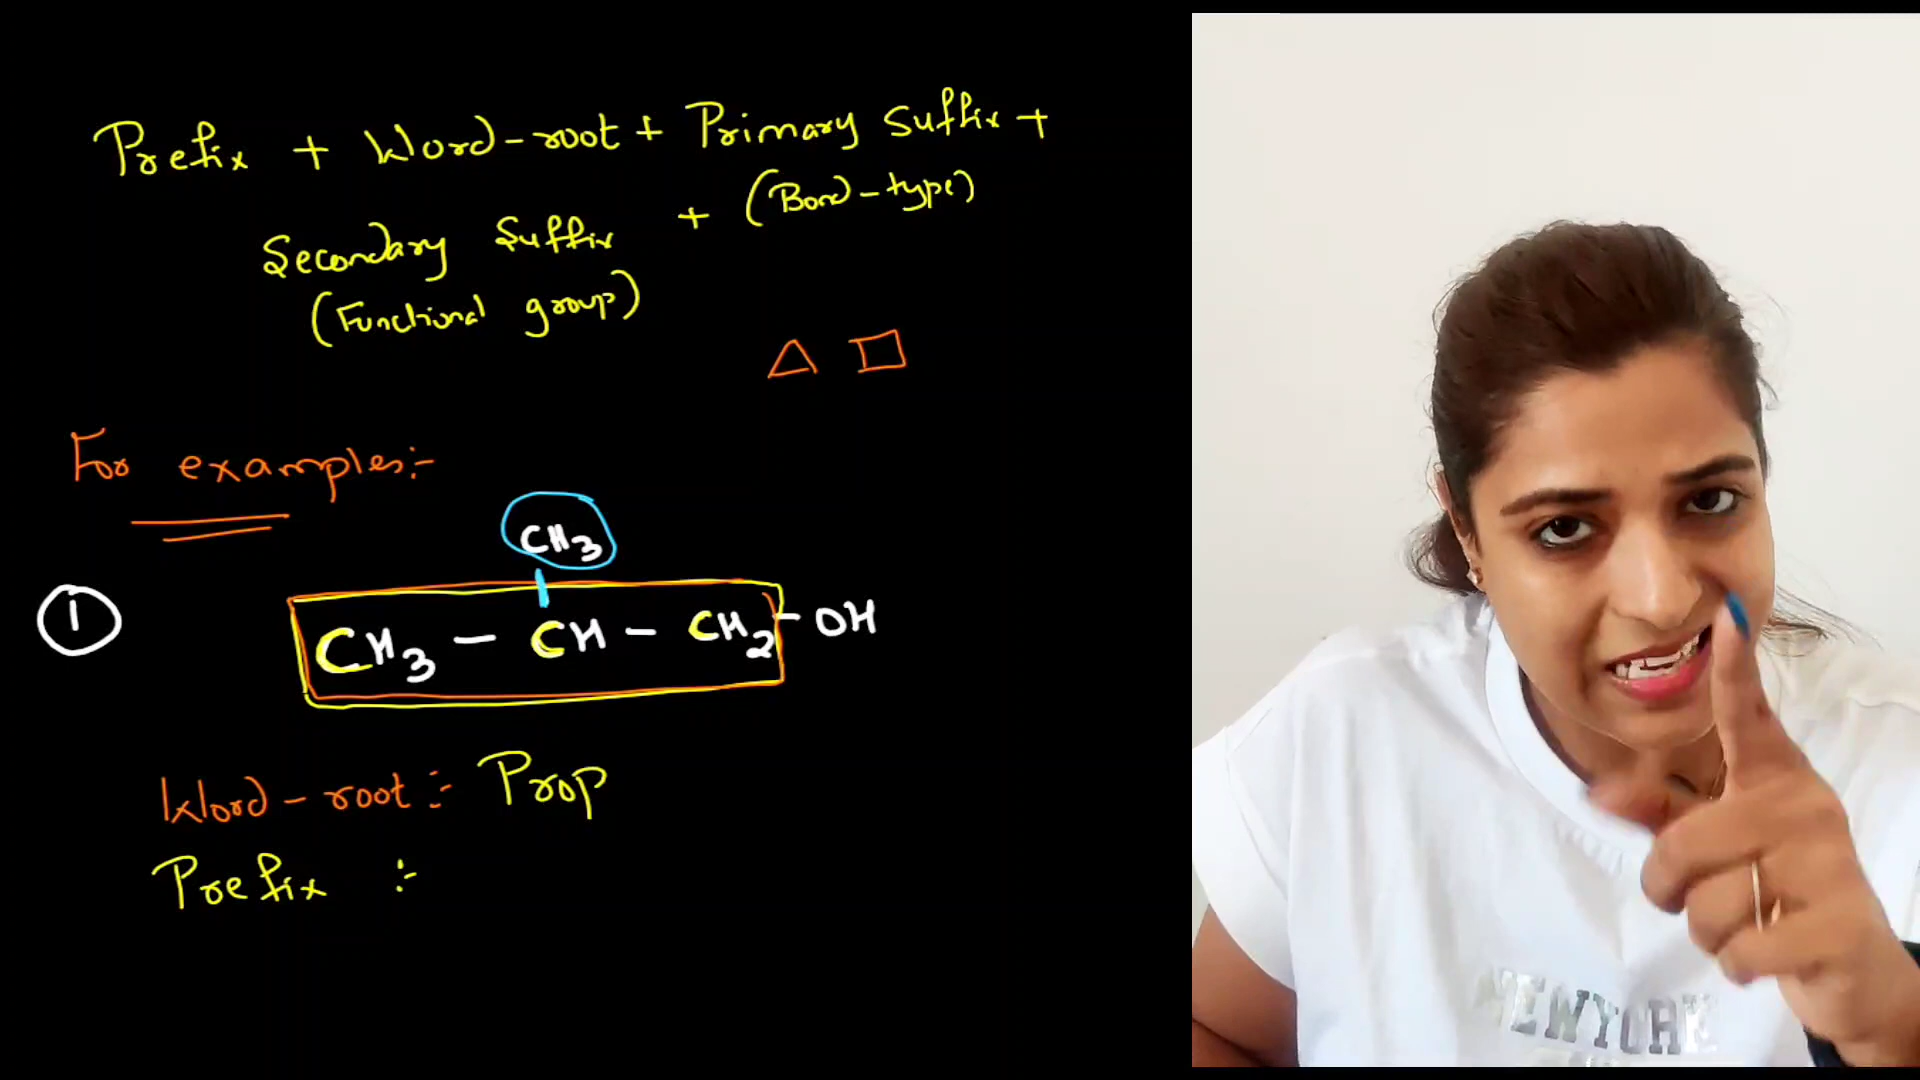 Prefix + Word-root + Primary Suffix +
Secondary Suffix + (Bond-type)
(Functional group)
For examples:-
CH3
1 CH3 - CH - CH2 - OH
Word-root :- Prop
Prefix :-
NEWYORK